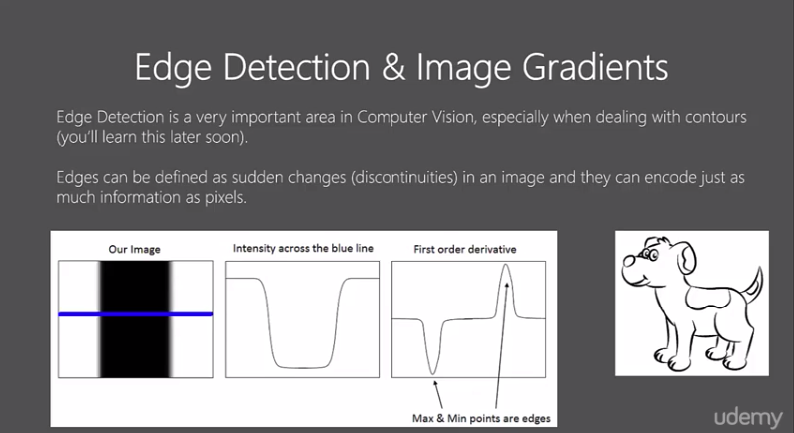 Edge Detection & Image Gradients
Edge Detection is a very important area in Computer Vision, especially when dealing with contours
(you'll learn this later soon).
Edges can be defined as sudden changes (discontinuities) in an image and they can encode just as
much information as pixels.
Our Image
Intensity across the blue line
First order derivative
Max & Min points are edges
udemy